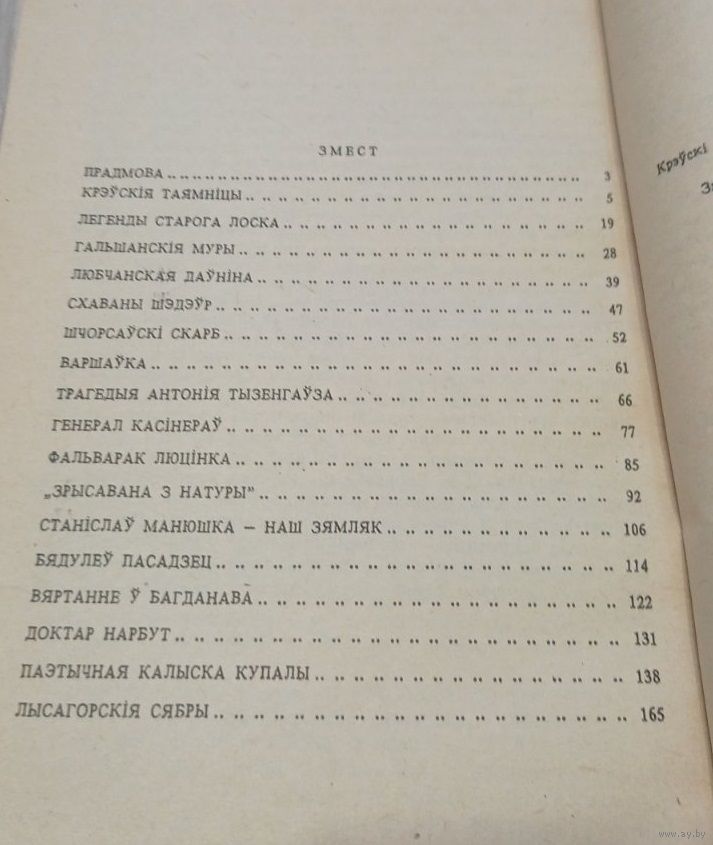 ЗМЕСТ
ПРАДМОВА .. .. .. .. .. .. .. .. .. .. .. .. .. .. .. .. .. .. .. .. 3
КРЭЎСКІЯ ТАЯМНІЦЫ .. .. .. .. .. .. .. .. .. .. .. .. .. .. .. .. 5
ЛЕГЕНДЫ СТАРОГА ЛОСКА .. .. .. .. .. .. .. .. .. .. .. .. .. .. 19
ГАЛЬШАНСКІЯ МУРЫ .. .. .. .. .. .. .. .. .. .. .. .. .. .. .. .. 28
ЛЮБЧАНСКАЯ ДАЎНІНА .. .. .. .. .. .. .. .. .. .. .. .. .. .. .. 39
СХАВАНЫ ШЭДЭЎР .. .. .. .. .. .. .. .. .. .. .. .. .. .. .. .. .. 47
ШЧОРСАЎСКІ СКАРБ .. .. .. .. .. .. .. .. .. .. .. .. .. .. .. .. 52
ВАРШАЎКА .. .. .. .. .. .. .. .. .. .. .. .. .. .. .. .. .. .. .. 61
ТРАГЕДЫЯ АНТОНІЯ ТЫЗЕНГАЎЗА .. .. .. .. .. .. .. .. .. .. .. 66
ГЕНЕРАЛ КАСІНЕРАЎ .. .. .. .. .. .. .. .. .. .. .. .. .. .. .. .. 77
ФАЛЬВАРАК ЛЮЦІНКА .. .. .. .. .. .. .. .. .. .. .. .. .. .. .. .. 85
„ЗРЫСАВАНА З НАТУРЫ" .. .. .. .. .. .. .. .. .. .. .. .. .. .. .. 92
СТАНІСЛАЎ МАНЮШКА — НАШ ЗЯМЛЯК .. .. .. .. .. .. .. .. .. .. 106
БЯДУЛЕЎ ПАСАДЗЕЦ .. .. .. .. .. .. .. .. .. .. .. .. .. .. .. .. 114
ВЯРТАННЕ Ў БАГДАНАВА .. .. .. .. .. .. .. .. .. .. .. .. .. .. .. 122
ДОКТАР НАРБУТ .. .. .. .. .. .. .. .. .. .. .. .. .. .. .. .. .. .. 131
ПАЭТЫЧНАЯ КАЛЫСКА КУПАЛЫ .. .. .. .. .. .. .. .. .. .. .. .. .. 138
ЛЫСАГОРСКІЯ СЯБРЫ .. .. .. .. .. .. .. .. .. .. .. .. .. .. .. .. 165
Крэўскі
www.ay.by